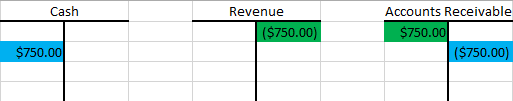 Cash Revenue Accounts Receivable
($750.00) $750.00
$750.00 ($750.00)